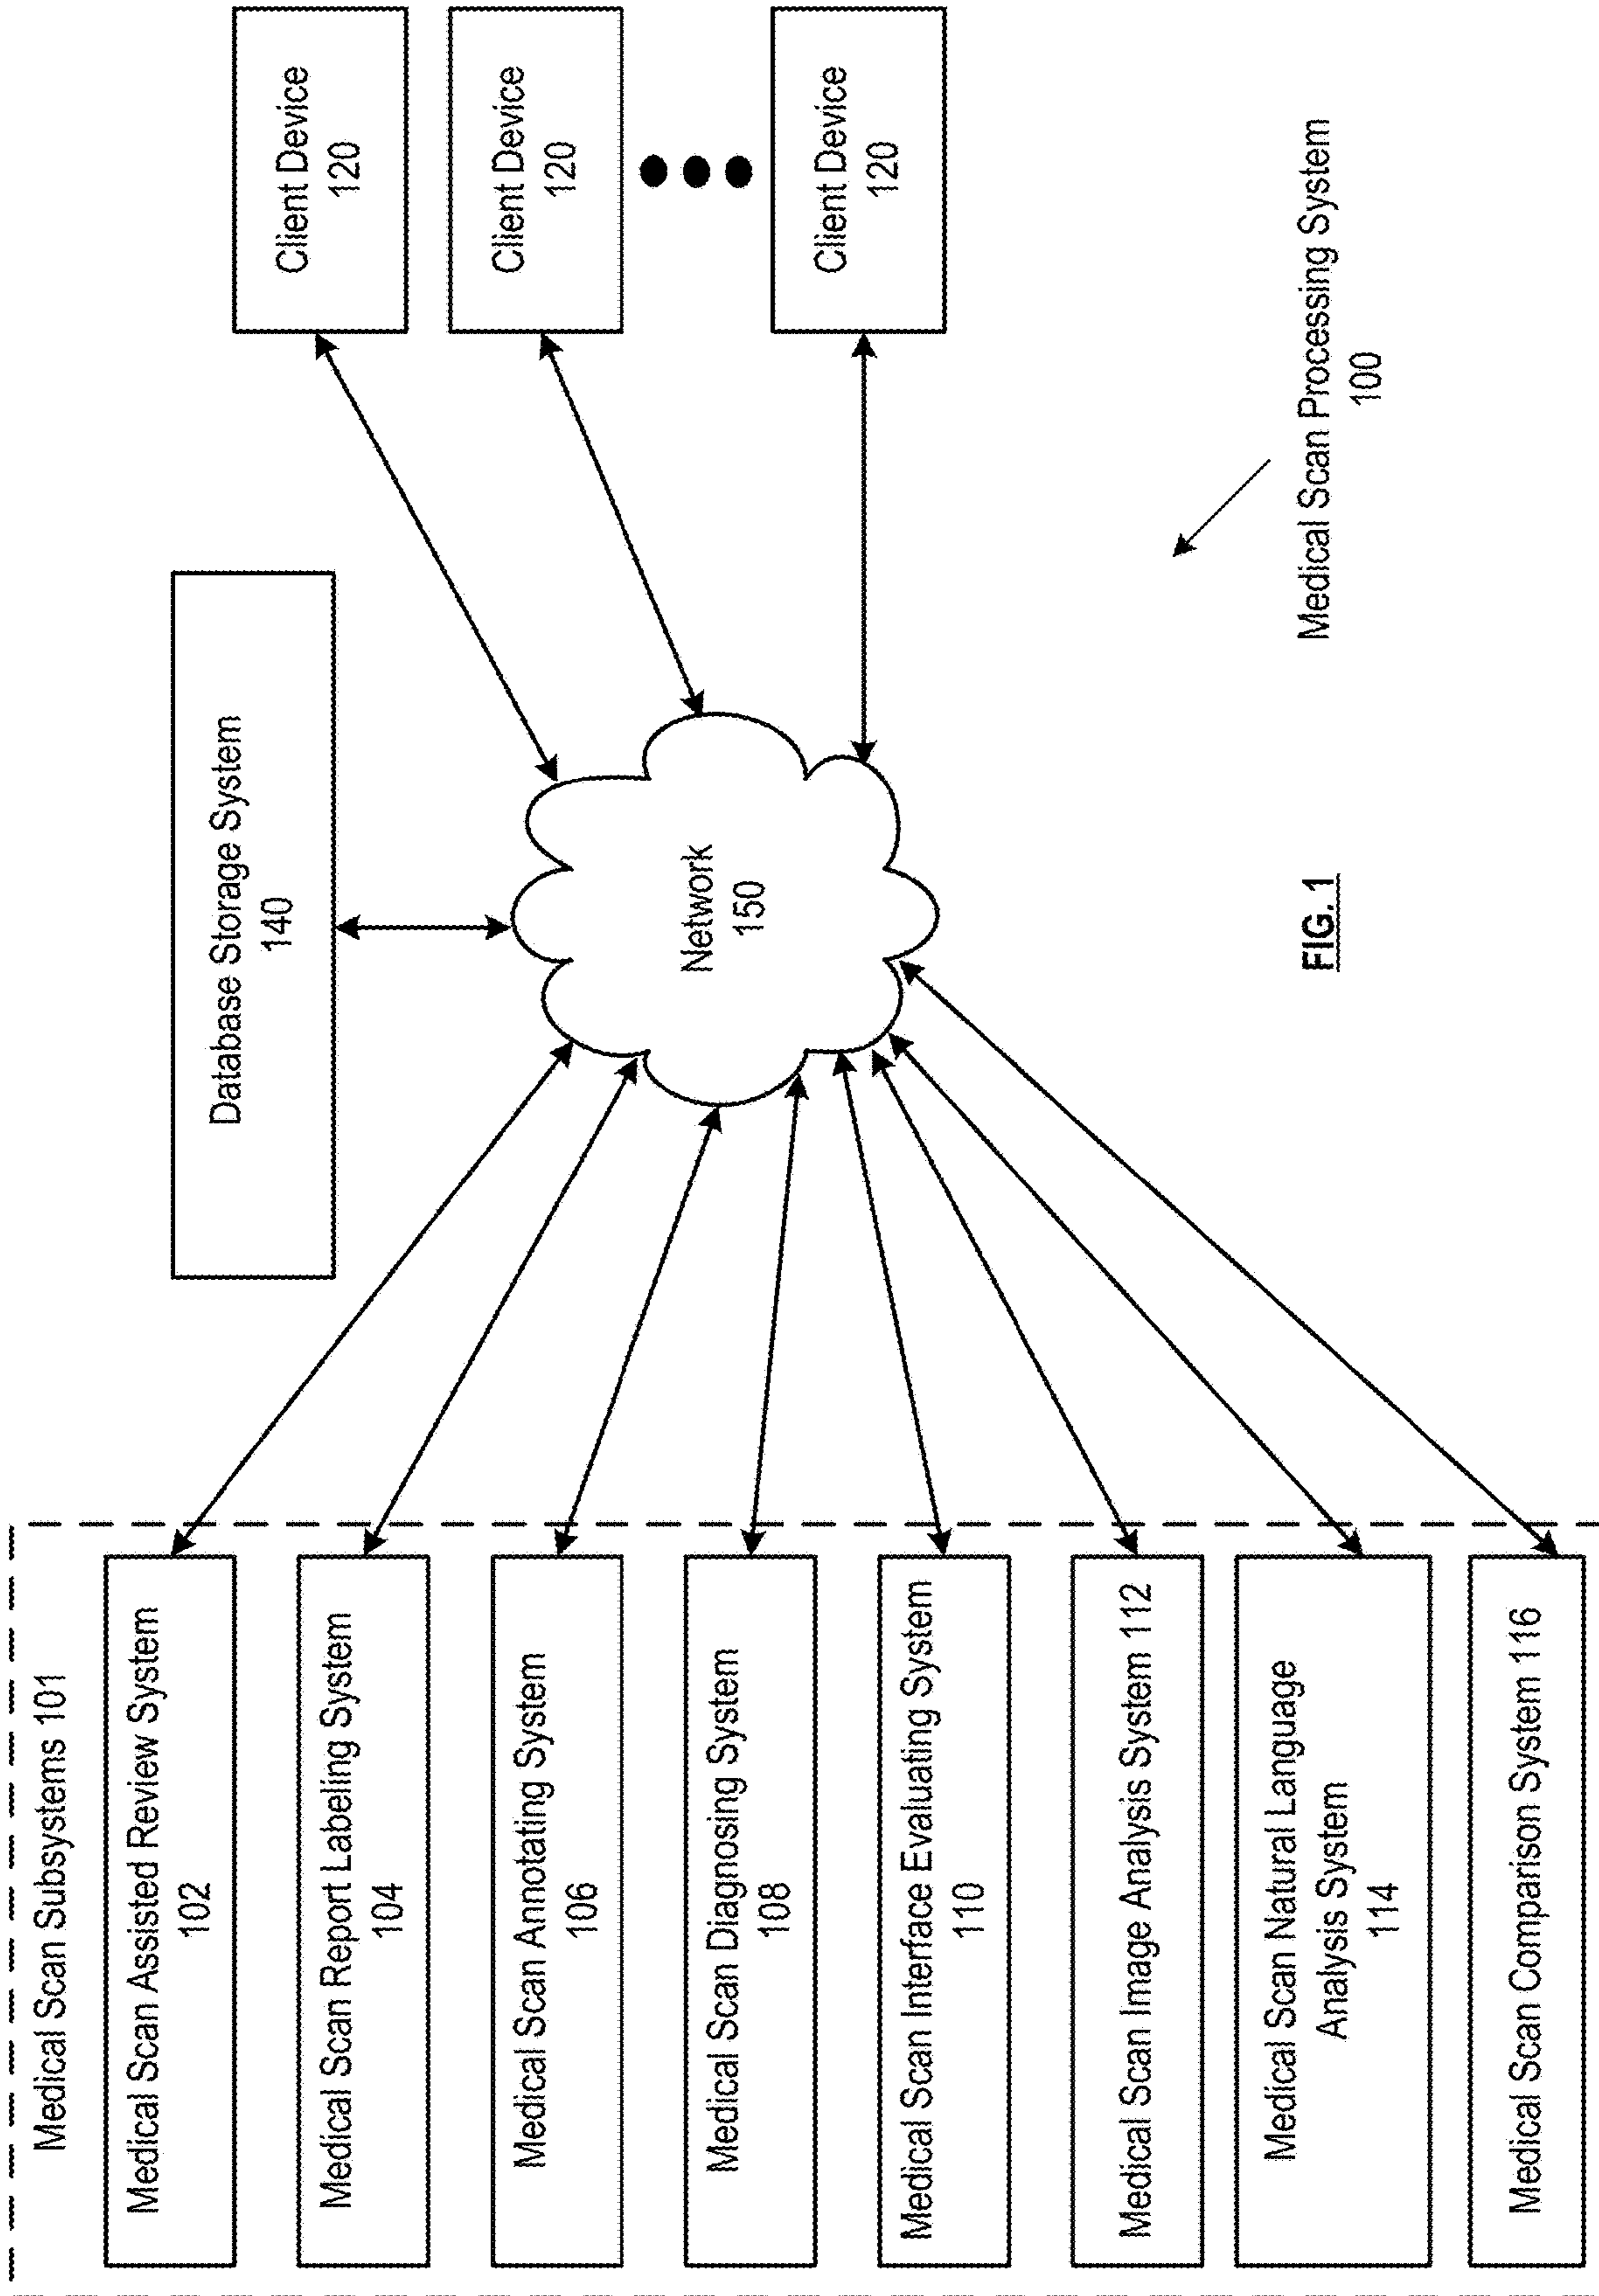 Medical Scan Subsystems 101
Medical Scan Assisted Review System
102
Medical Scan Report Labeling System
104
Medical Scan Annotating System
106
Medical Scan Diagnosing System
108
Medical Scan Interface Evaluating System
110
Medical Scan Image Analysis System 112
Medical Scan Natural Language
Analysis System
114
Medical Scan Comparison System 116
Database Storage System
140
Network
150
Client Device
120
Client Device
120
Client Device
120
Medical Scan Processing System
100
FIG. 1